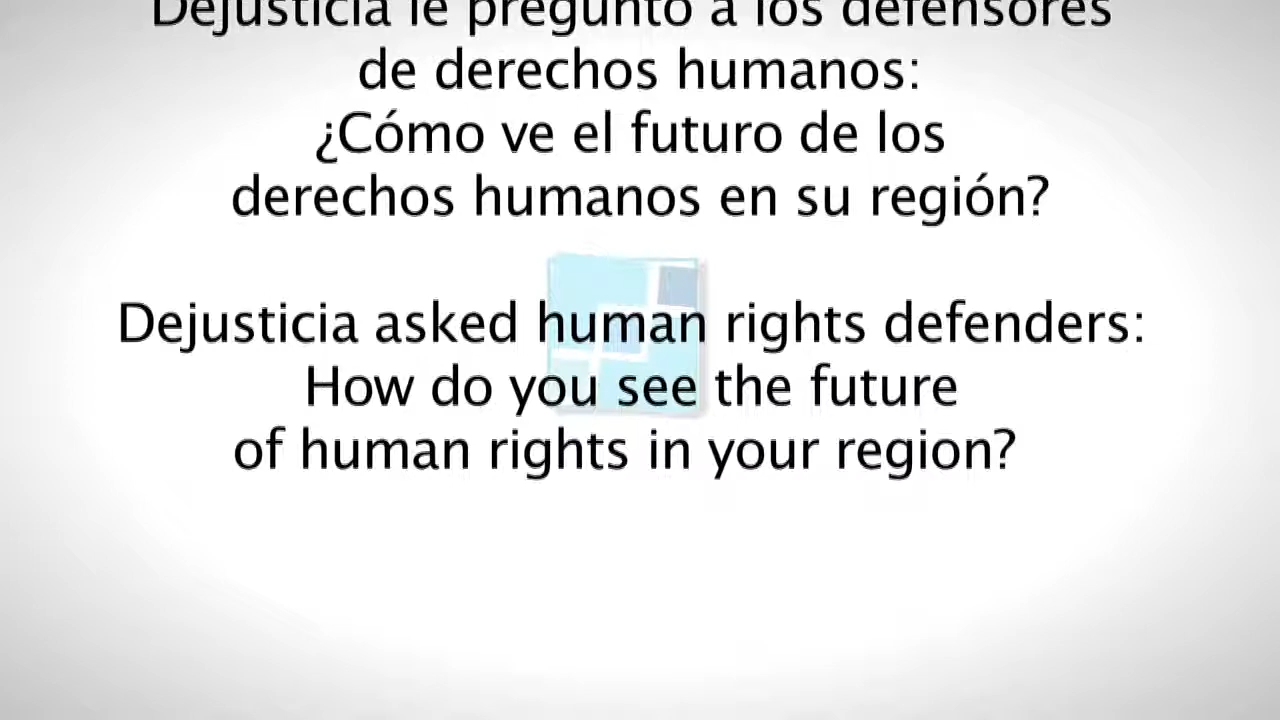 Dejusticia le preguntó a los defensores
de derechos humanos:
¿Cómo ve el futuro de los
derechos humanos en su región?
Dejusticia asked human rights defenders:
How do you see the future
of human rights in your region?